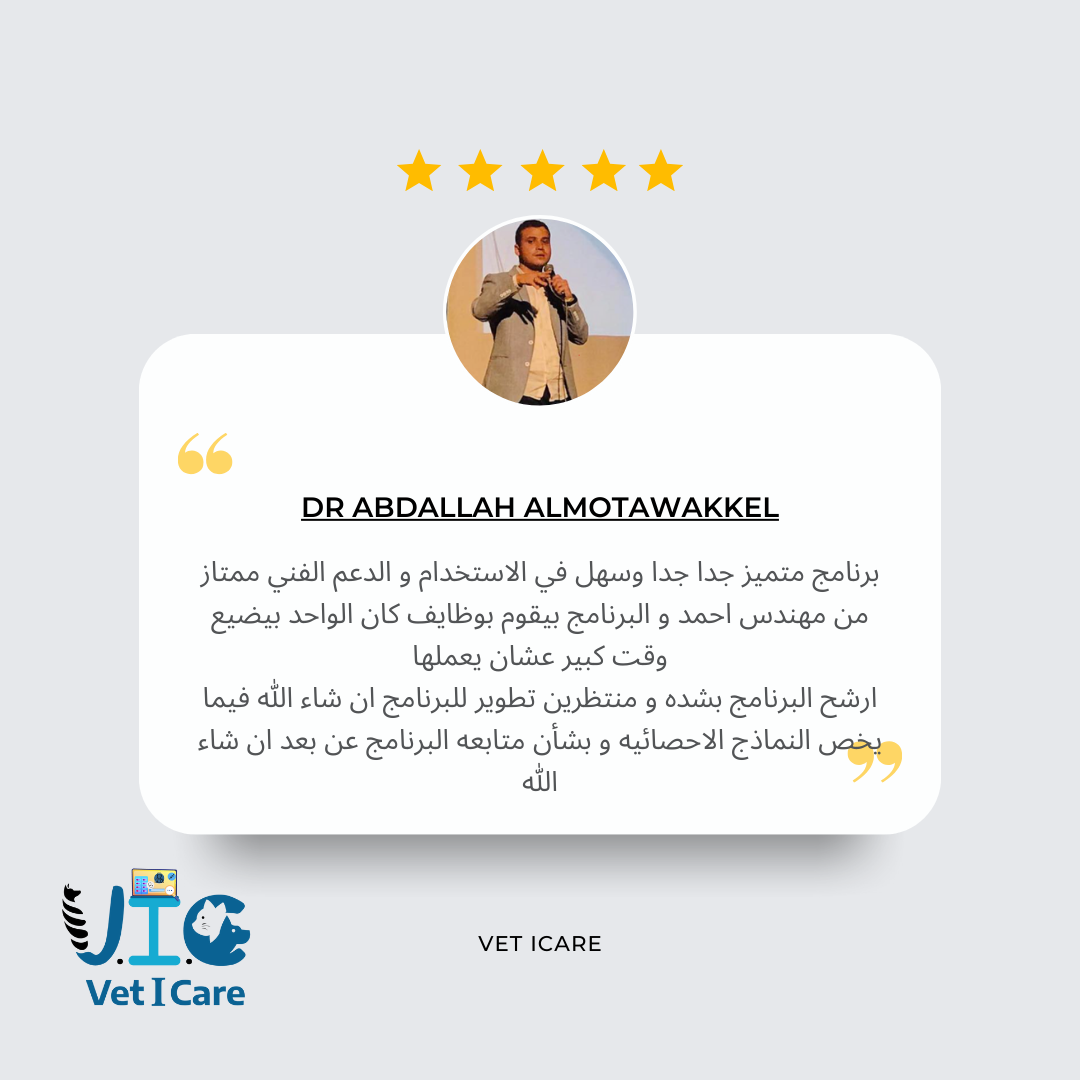 DR ABDALLAH ALMOTAWAKKEL
برنامج متميز جدا جدا وسهل في الاستخدام و الدعم الفني ممتاز
من مهندس احمد و البرنامج بيقوم بوظايف كان الواحد بيضيع
وقت كبير عشان يعملها
ارشح البرنامج بشده و منتظرين تطوير للبرنامج ان شاء الله فيما
يخص النماذج الاحصائيه و بشأن متابعه البرنامج عن بعد ان شاء
الله
V.I.C
Vet I Care
VET ICARE